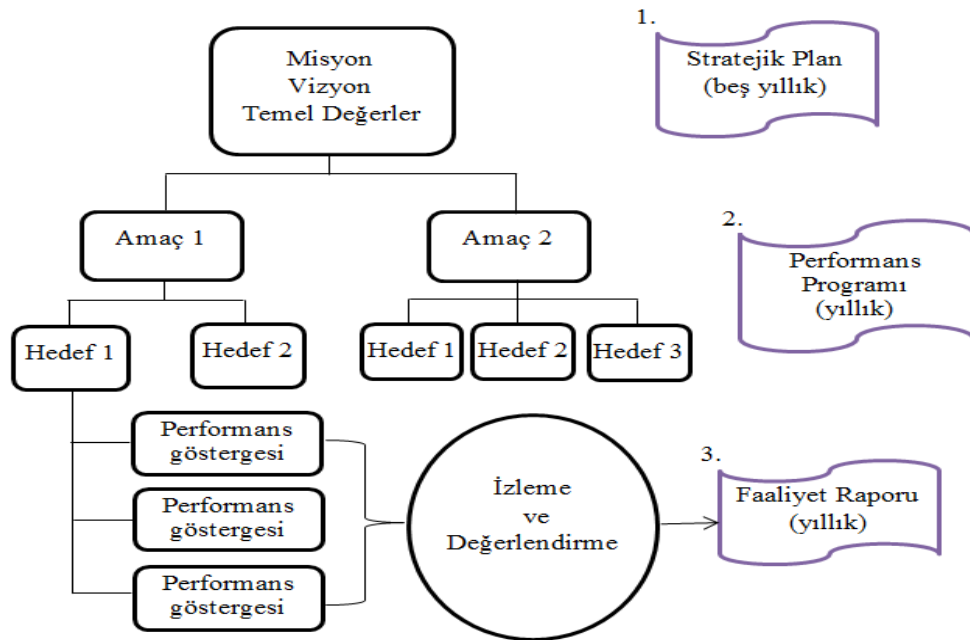 Misyon
Vizyon
Temel Değerler
1.
Stratejik Plan
(beş yıllık)
Amaç 1
Amaç 2
2.
Performans
Programı
(yıllık)
Hedef 1
Hedef 2
Hedef 1
Hedef 2
Hedef 3
Performans
göstergesi
Performans
göstergesi
Performans
göstergesi
İzleme
ve
Değerlendirme
3.
Faaliyet Raporu
(yıllık)